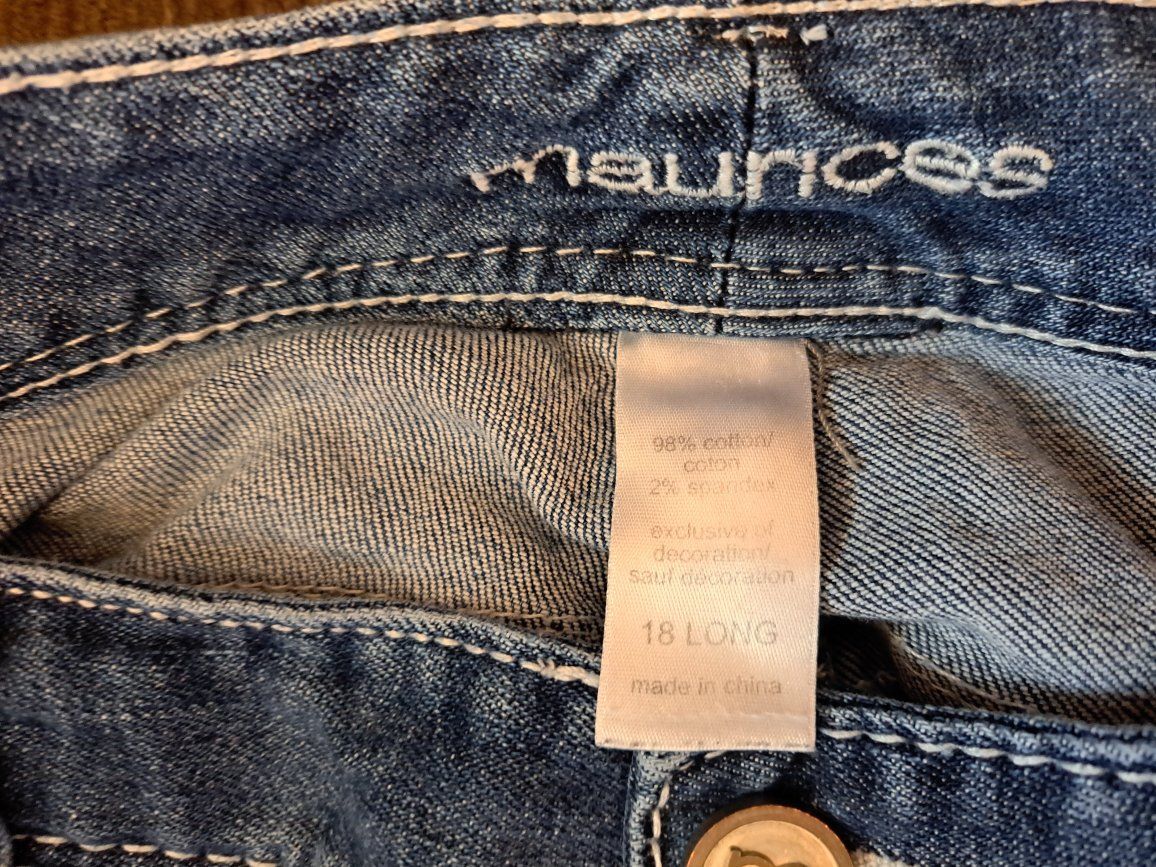 maurices
98% cotton/
coton
2% spandex
exclusive of
decoration/
sauf décoration
18 LONG
made in china
m